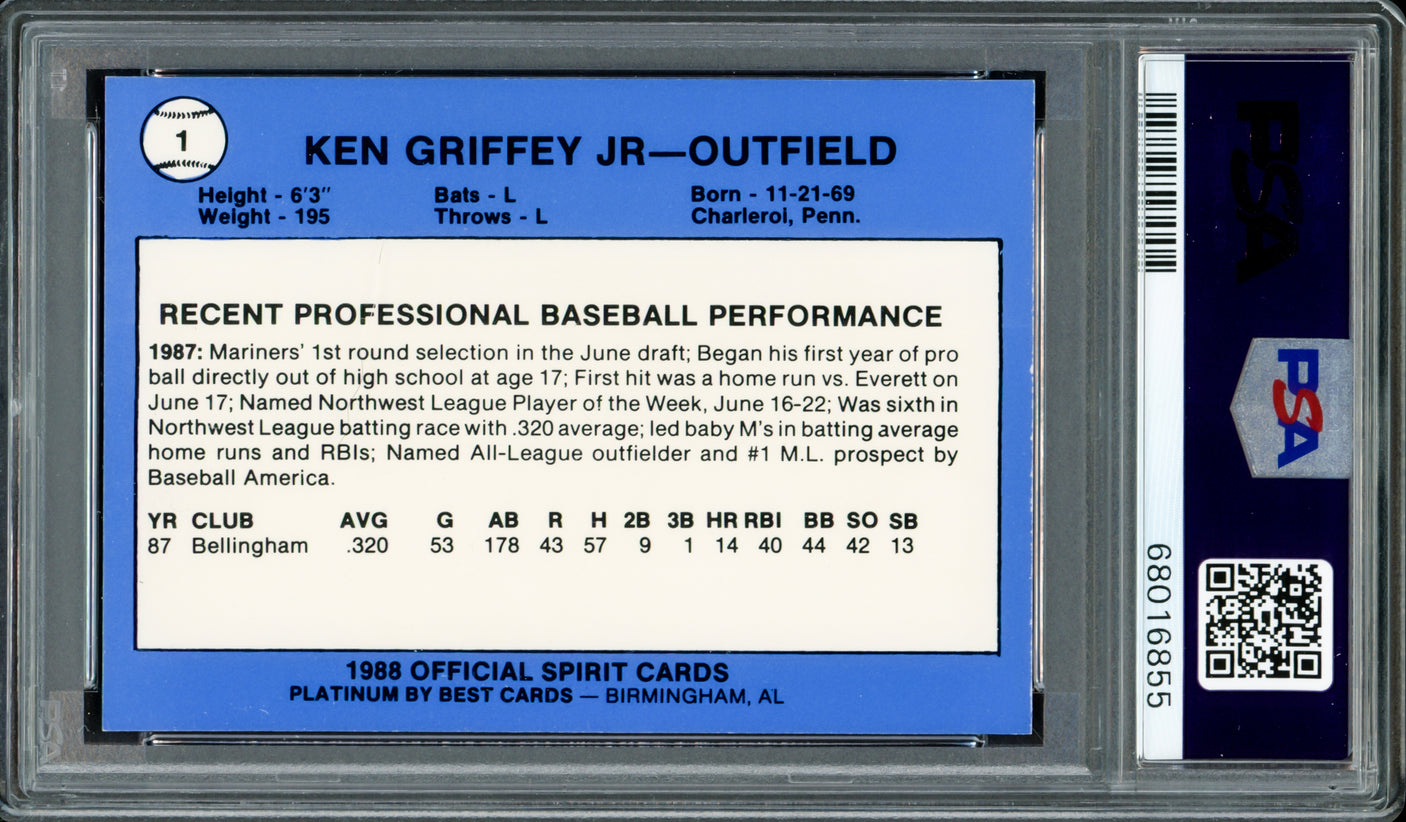 1
KEN GRIFFEY JR—OUTFIELD
Height - 6'3" Bats - L Born - 11-21-69
Weight - 195 Throws - L Charleroi, Penn.
RECENT PROFESSIONAL BASEBALL PERFORMANCE
1987: Mariners' 1st round selection in the June draft; Began his first year of pro
ball directly out of high school at age 17; First hit was a home run vs. Everett on
June 17; Named Northwest League Player of the Week, June 16-22; Was sixth in
Northwest League batting race with .320 average; led baby M's in batting average
home runs and RBIs; Named All-League outfielder and #1 M.L. prospect by
Baseball America.
YR CLUB AVG G AB R H 2B 3B HR RBI BB SO SB
87 Bellingham .320 53 178 43 57 9 1 14 40 44 42 13
1988 OFFICIAL SPIRIT CARDS
PLATINUM BY BEST CARDS — BIRMINGHAM, AL
PSA
PSA
68016855
PSA